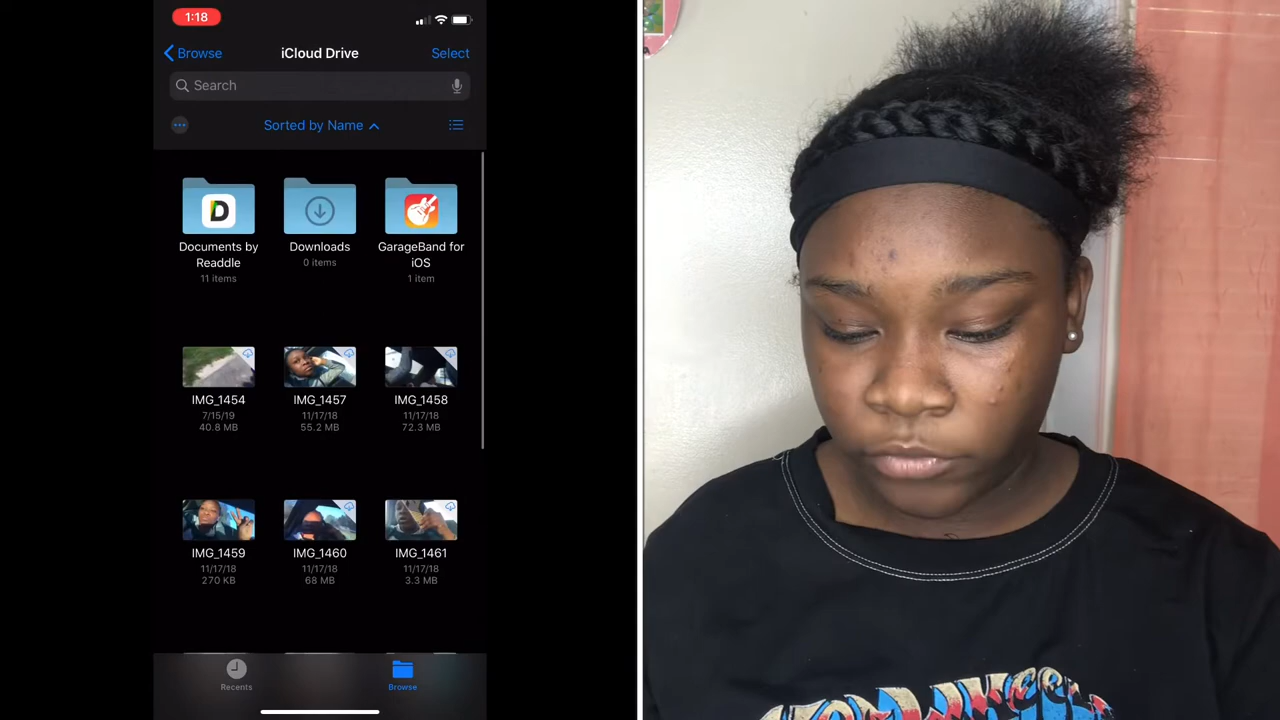 1:18
Browse
iCloud Drive
Select
Search
Sorted by Name
Documents by
Readdle
11 items
Downloads
0 items
GarageBand for
iOS
1 item
IMG_1454
7/15/19
40.8 MB
IMG_1457
11/17/18
55.2 MB
IMG_1458
11/17/18
72.3 MB
IMG_1459
11/17/18
270 KB
IMG_1460
11/17/18
68 MB
IMG_1461
11/17/18
3.3 MB
Recents
Browse